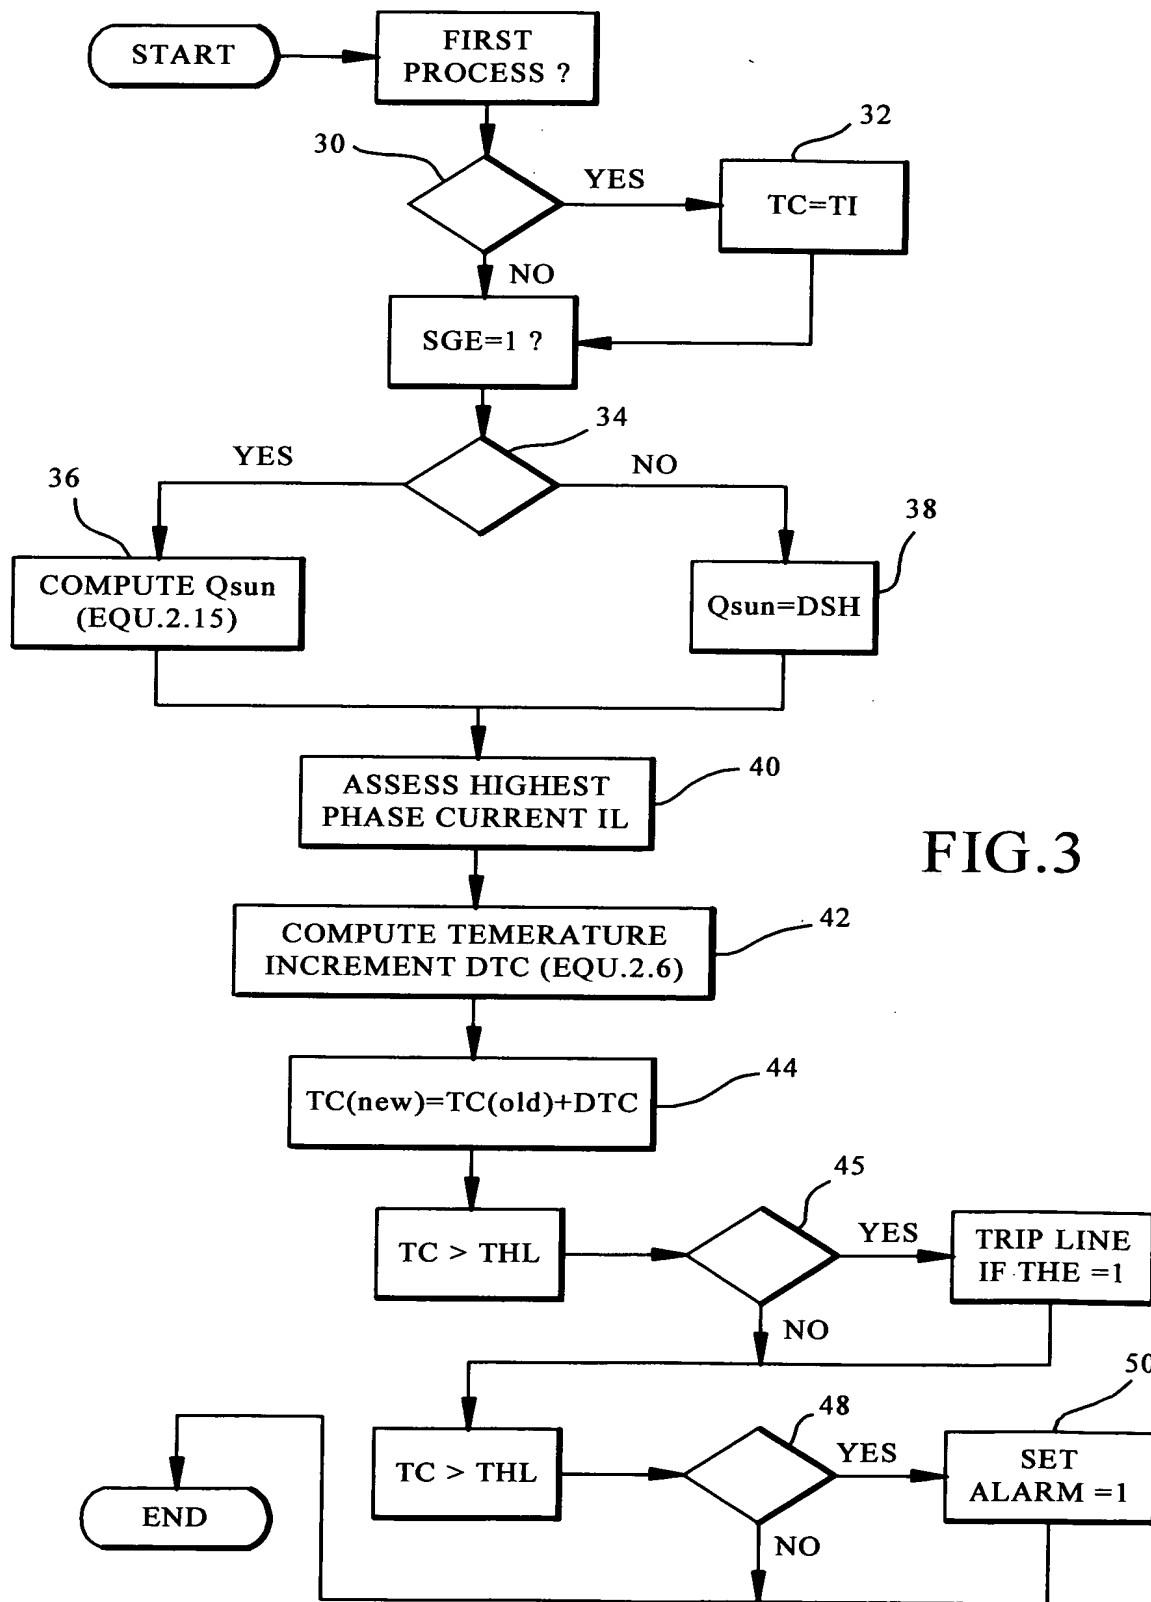 START
FIRST
PROCESS ?
30
YES
32
TC=TI
NO
SGE=1 ?
34
YES
NO
36
COMPUTE Qsun
(EQU.2.15)
38
Qsun=DSH
40
ASSESS HIGHEST
PHASE CURRENT IL
FIG.3
42
COMPUTE TEMERATURE
INCREMENT DTC (EQU.2.6)
44
TC(new)=TC(old)+DTC
45
TC > THL
YES
TRIP LINE
IF THE =1
NO
50
48
TC > THL
YES
SET
ALARM =1
END
NO